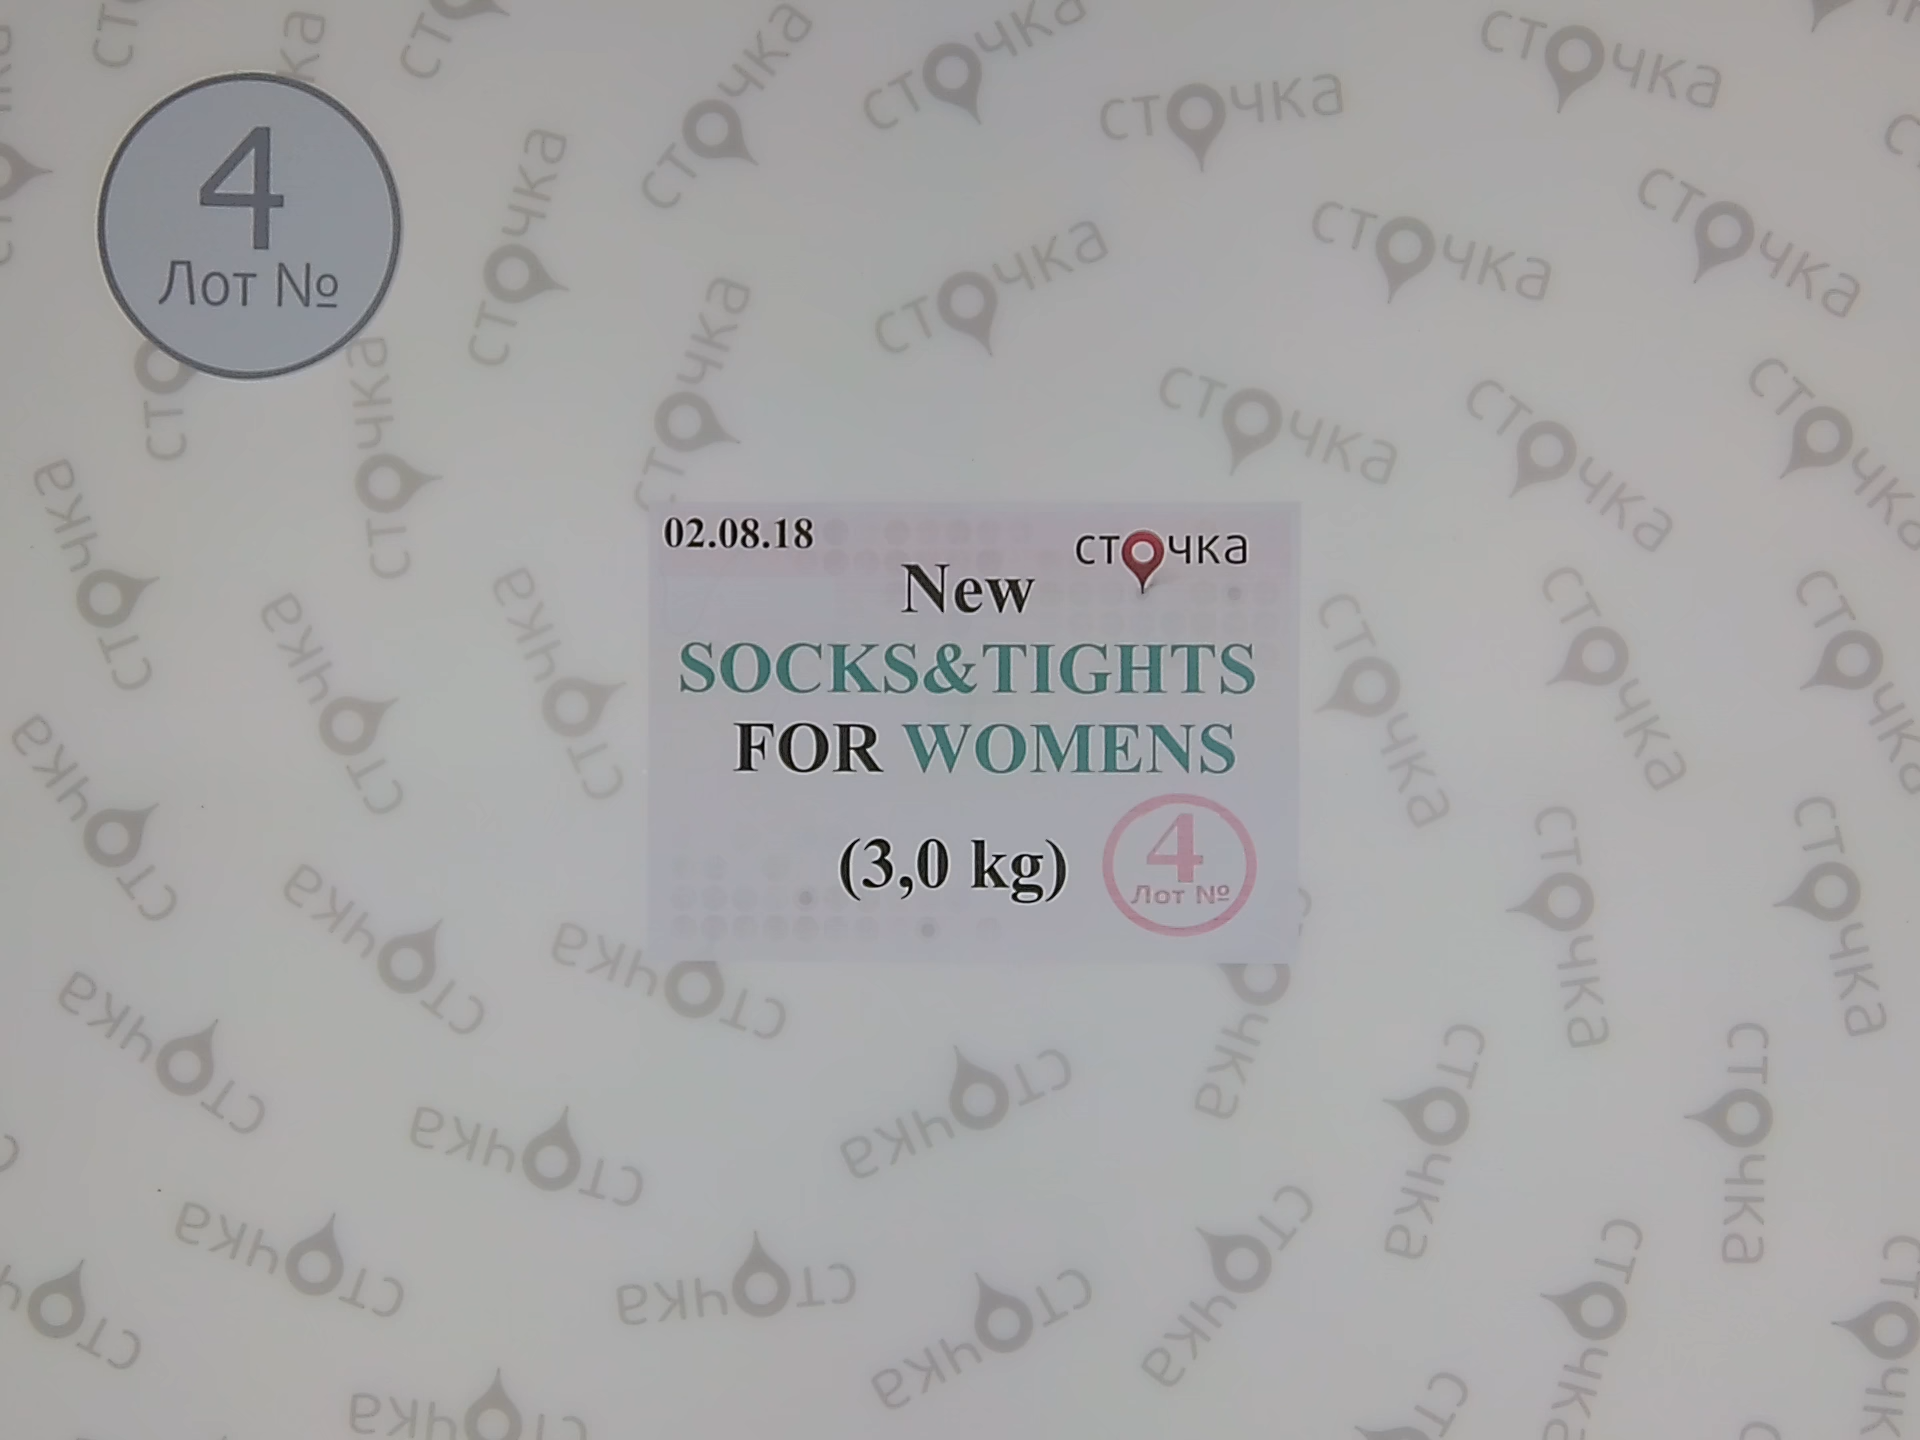 4
Лот №
02.08.18
сточка
New
SOCKS&TIGHTS
FOR WOMENS
(3,0 kg)
4
Лот №